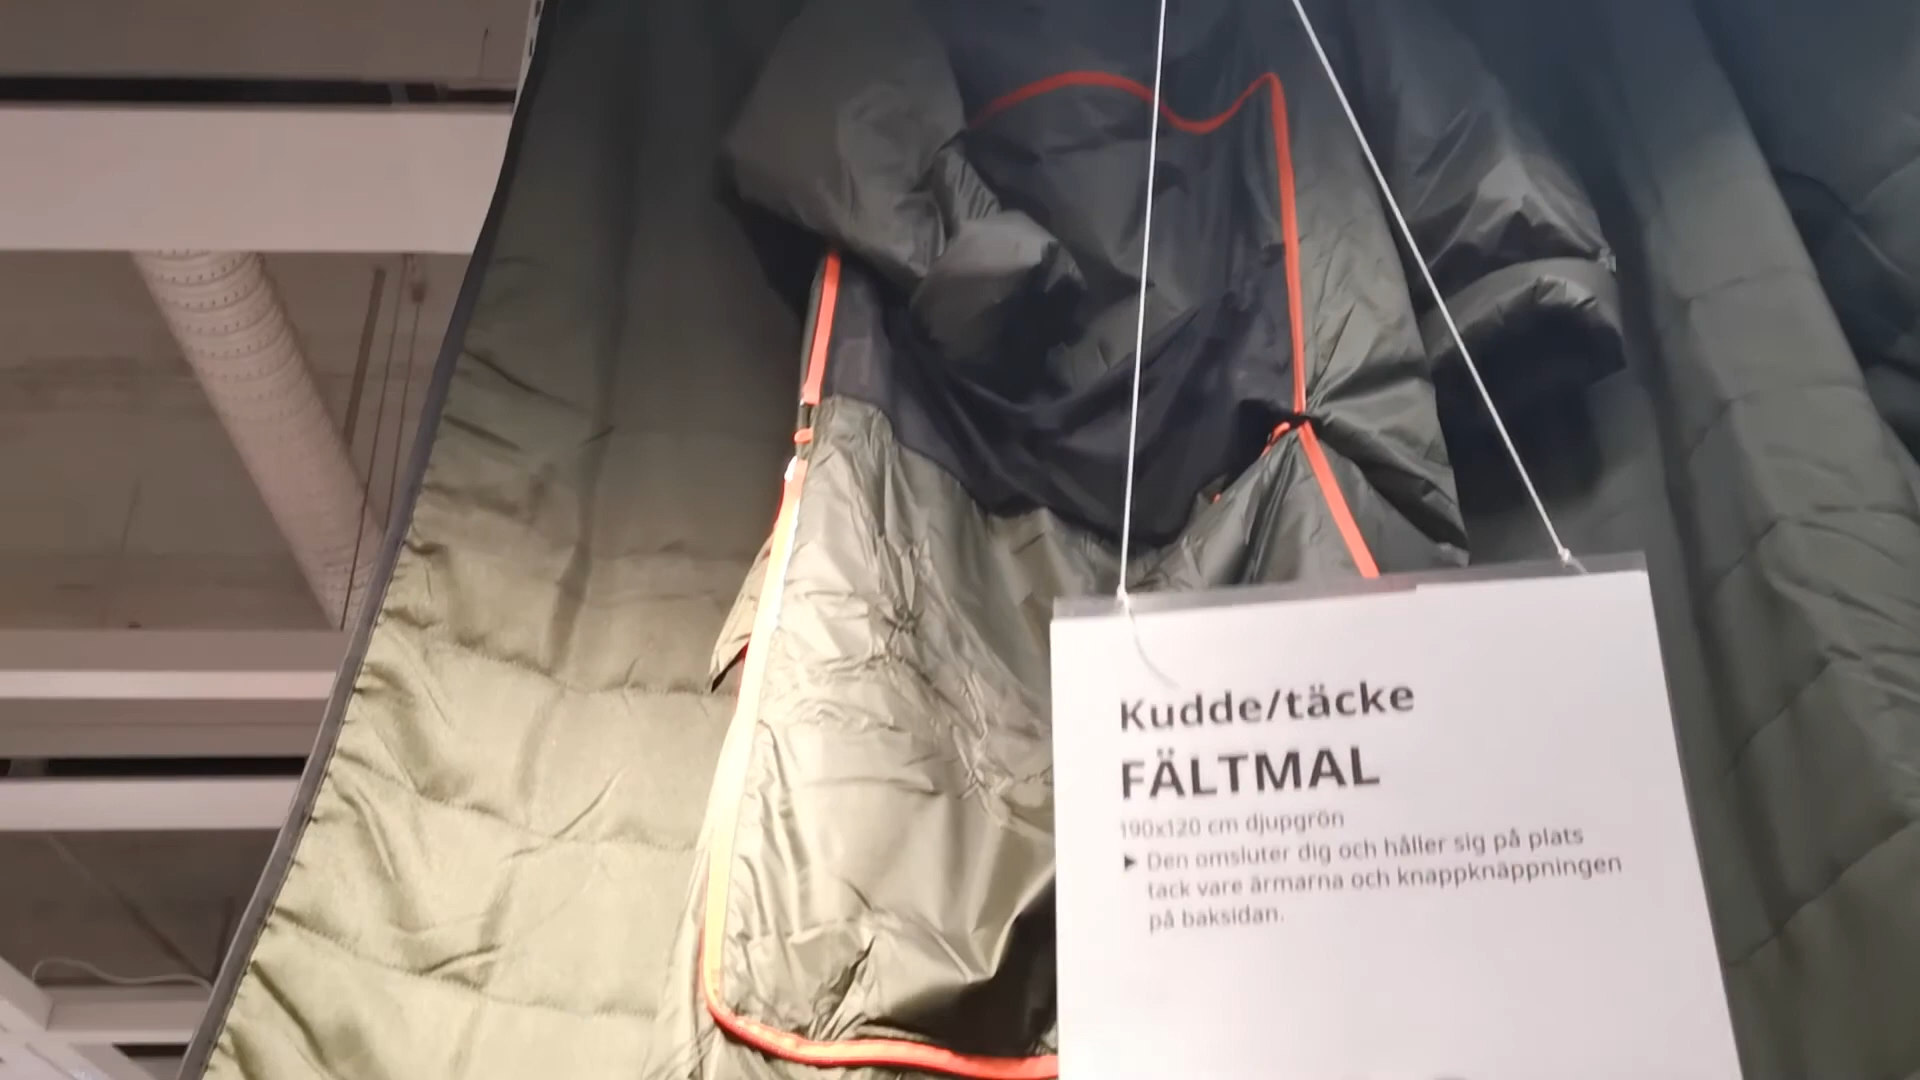 Kudde/täcke
FÄLTMAL
190x120 cm djupgrön
► Den omsluter dig och håller sig på plats
tack vare ärmarna och knappknäppningen
på baksidan.